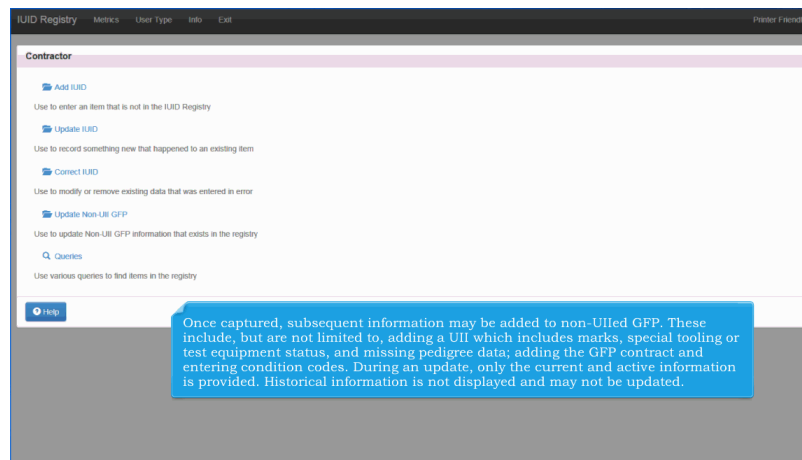 IUID Registry Metrics User Type Info Exit
Contractor
Add IUID
Use to enter an item that is not in the IUID Registry
Update IUID
Use to record something new that happened to an existing item
Correct IUID
Use to modify or remove existing data that was entered in error
Update Non-UII GFP
Use to update Non-UII GFP information that exists in the registry
Queries
Use various queries to find items in the registry
Help
Once captured, subsequent information may be added to non-UIIed GFP. These
include, but are not limited to, adding a UII which includes marks, special tooling or
test equipment status, and missing pedigree data; adding the GFP contract and
entering condition codes. During an update, only the current and active information
is provided. Historical information is not displayed and may not be updated.